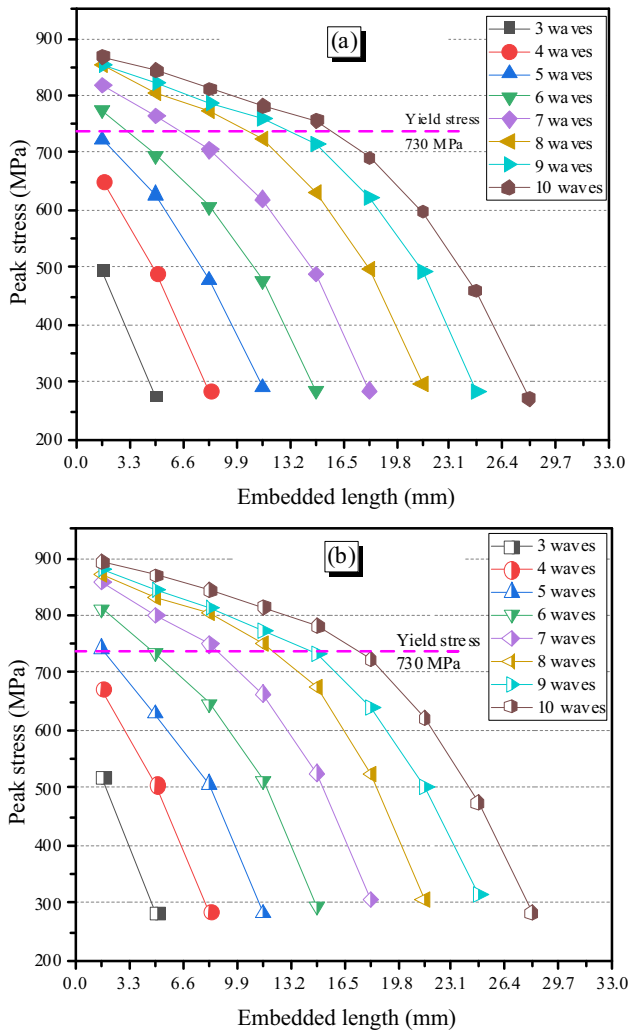 (a)
900
800
700
600
500
400
300
200
Peak stress (MPa)
Yield stress
730 MPa
3 waves
4 waves
5 waves
6 waves
7 waves
8 waves
9 waves
10 waves
0.0 3.3 6.6 9.9 13.2 16.5 19.8 23.1 26.4 29.7 33.0
Embedded length (mm)
(b)
900
800
700
600
500
400
300
200
Peak stress (MPa)
Yield stress
730 MPa
3 waves
4 waves
5 waves
6 waves
7 waves
8 waves
9 waves
10 waves
0.0 3.3 6.6 9.9 13.2 16.5 19.8 23.1 26.4 29.7 33.0
Embedded length (mm)